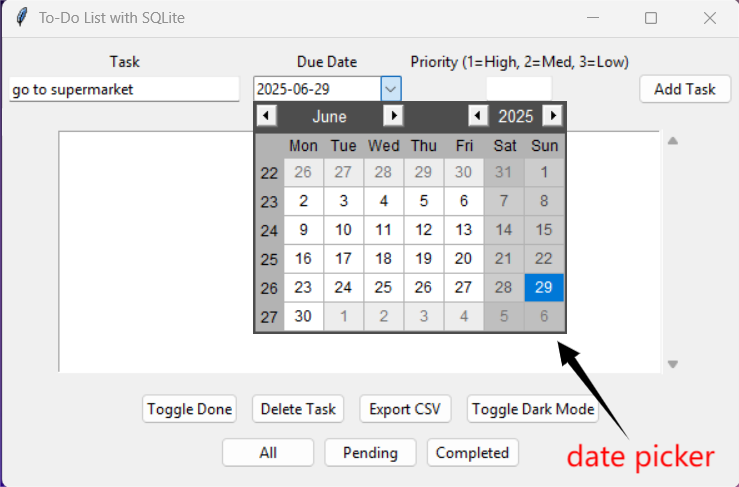 To-Do List with SQLite
Task Due Date Priority (1=High, 2=Med, 3=Low)
go to supermarket 2025-06-29 Add Task
June 2025
Mon Tue Wed Thu Fri Sat Sun
22 26 27 28 29 30 31 1
23 2 3 4 5 6 7 8
24 9 10 11 12 13 14 15
25 16 17 18 19 20 21 22
26 23 24 25 26 27 28 29
27 30 1 2 3 4 5 6
Toggle Done Delete Task Export CSV Toggle Dark Mode
All Pending Completed
date picker